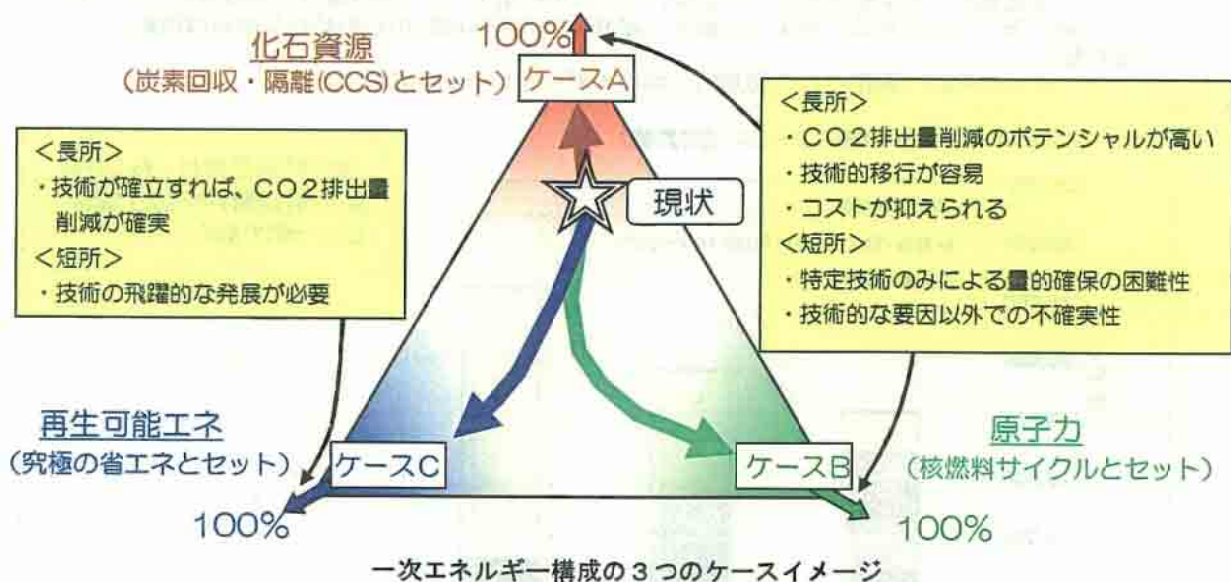 100%
化石資源
(炭素回収・隔離(CCS)とセット)
ケースA
<長所>
・技術が確立すれば、CO2排出量
削減が確実
<短所>
・技術の飛躍的な発展が必要
<長所>
・CO2排出量削減のポテンシャルが高い
・技術的移行が容易
・コストが抑えられる
<短所>
・特定技術のみによる量的確保の困難性
・技術的な要因以外での不確実性
現状
再生可能エネ
(究極の省エネとセット)
ケースC
100%
ケースB
原子力
(核燃料サイクルとセット)
100%
一次エネルギー構成の3つのケースイメージ